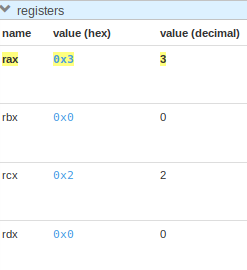 registers
name value (hex) value (decimal)
rax 0x3 3
rbx 0x0 0
rcx 0x2 2
rdx 0x0 0